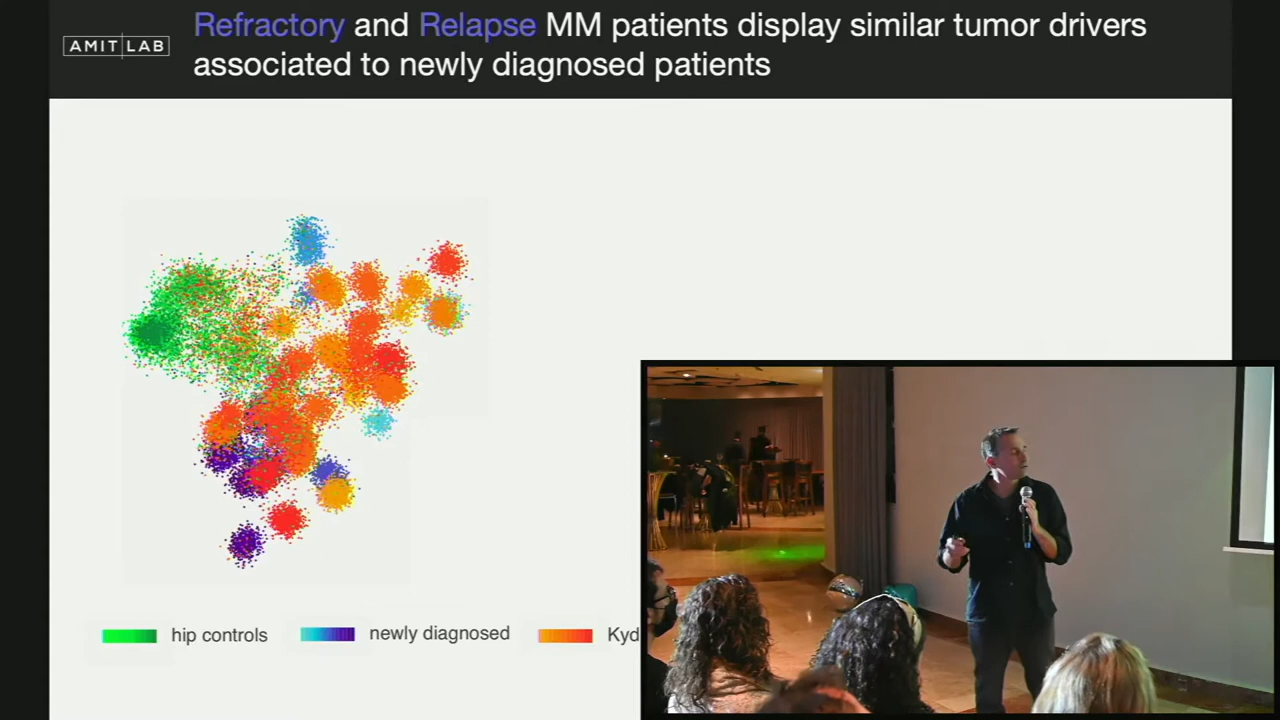 AMIT LAB
Refractory and Relapse MM patients display similar tumor drivers
associated to newly diagnosed patients
hip controls
newly diagnosed
Kyd